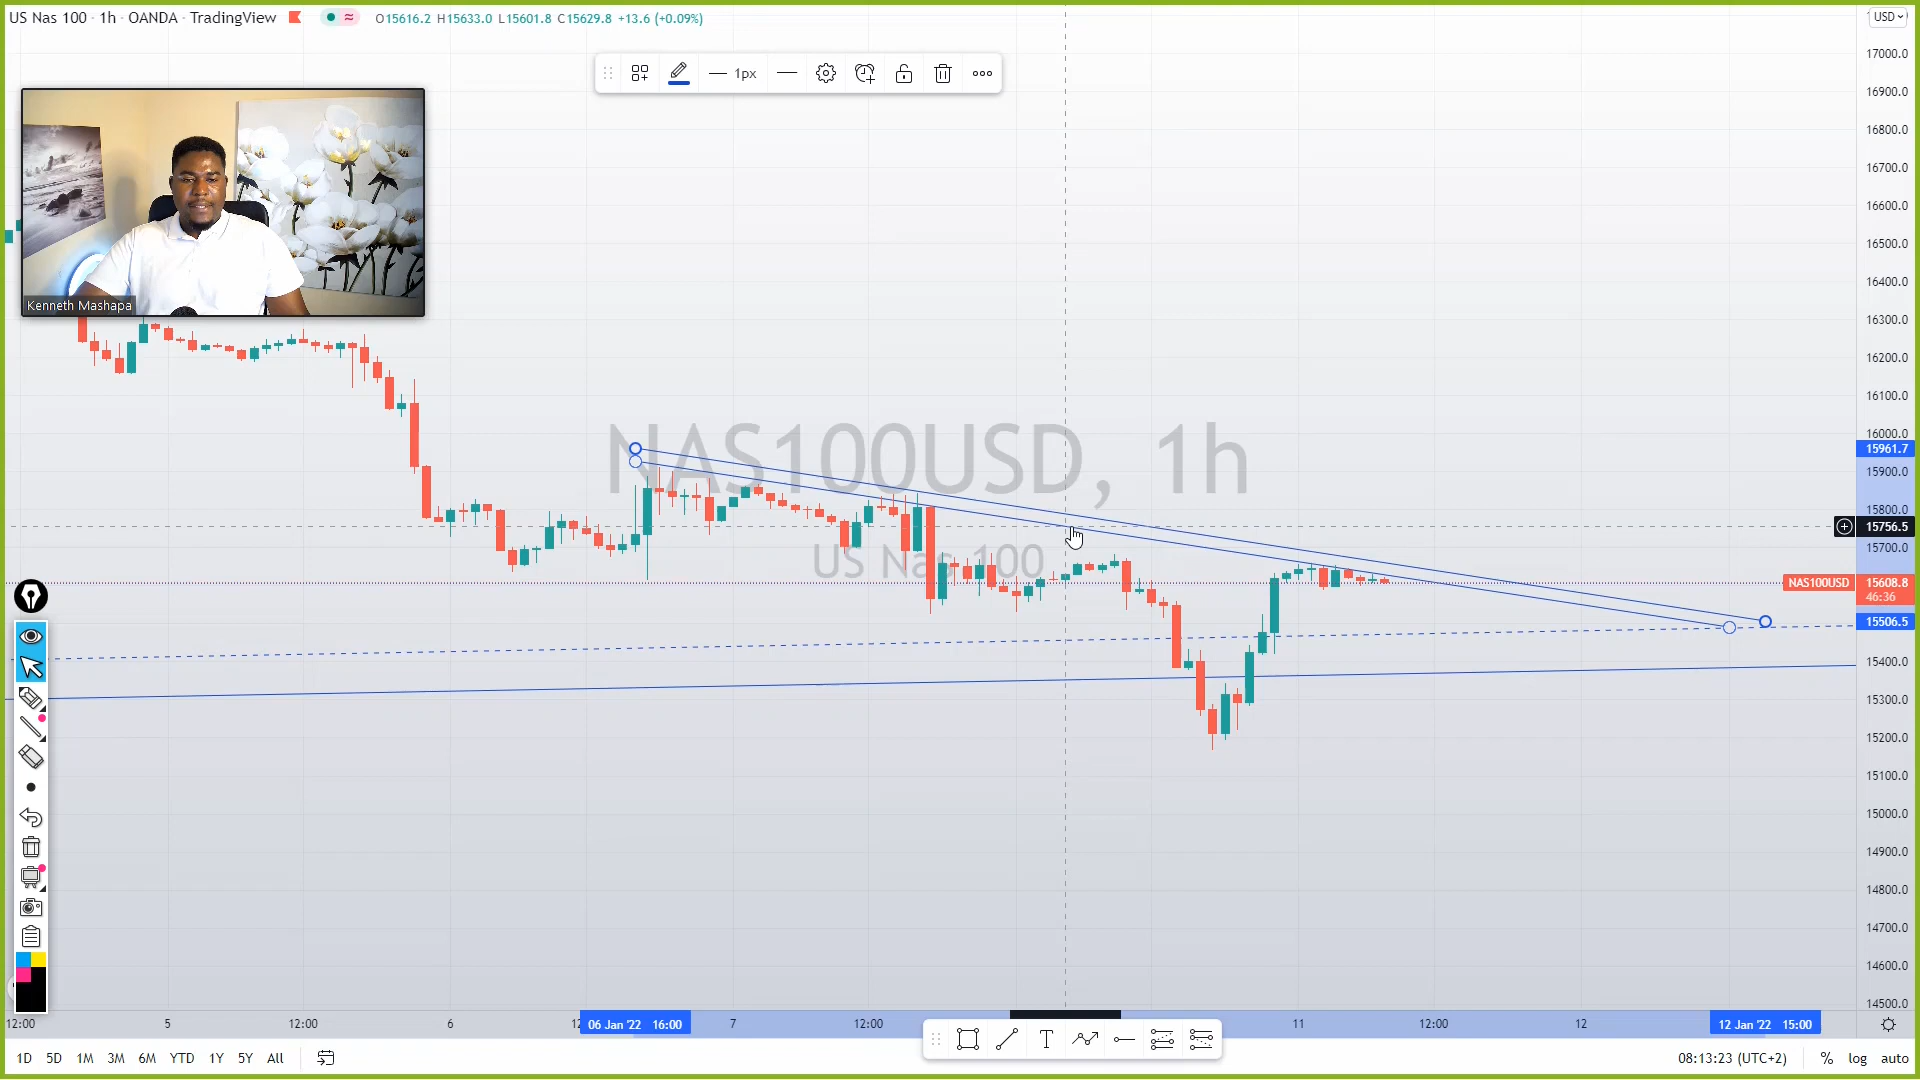 US Nas 100 · 1h · OANDA · TradingView
O15616.2 H15633.0 L15601.8 C15629.8 +13.6 (+0.09%)
USD
1px
Kenneth Mashapa
NAS100USD, 1h
US Nas 100
17000.0
16900.0
16800.0
16700.0
16600.0
16500.0
16400.0
16300.0
16200.0
16100.0
16000.0
15961.7
15900.0
15800.0
15756.5
15700.0
NAS100USD 15608.8
46:36
15506.5
15400.0
15300.0
15200.0
15100.0
15000.0
14900.0
14800.0
14700.0
14600.0
14500.0
12:00 5 12:00 6 06 Jan '22 16:00 7 12:00 11 12:00 12 12 Jan '22 15:00
1D 5D 1M 3M 6M YTD 1Y 5Y All
T
08:13:23 (UTC+2) % log auto